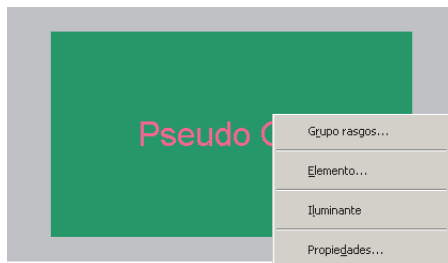 Pseudo
Grupo rasgos...
Elemento...
Iluminante
Propiedades...